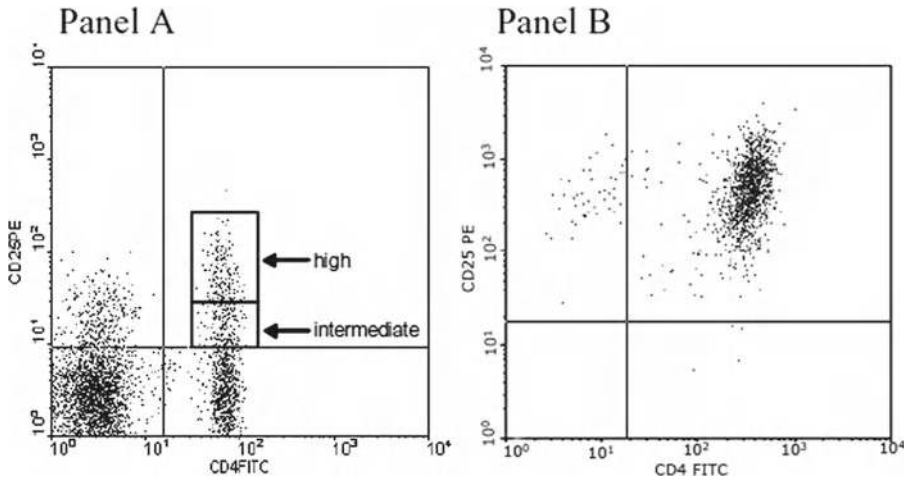 Panel A
Panel B
10⁴
10³
10²
10¹
10⁰
CD25PE
high
intermediate
10⁰ 10¹ 10² 10³ 10⁴
CD4FITC
10⁴
10³
10²
10¹
10⁰
CD25 PE
10⁰ 10¹ 10² 10³ 10⁴
CD4 FITC